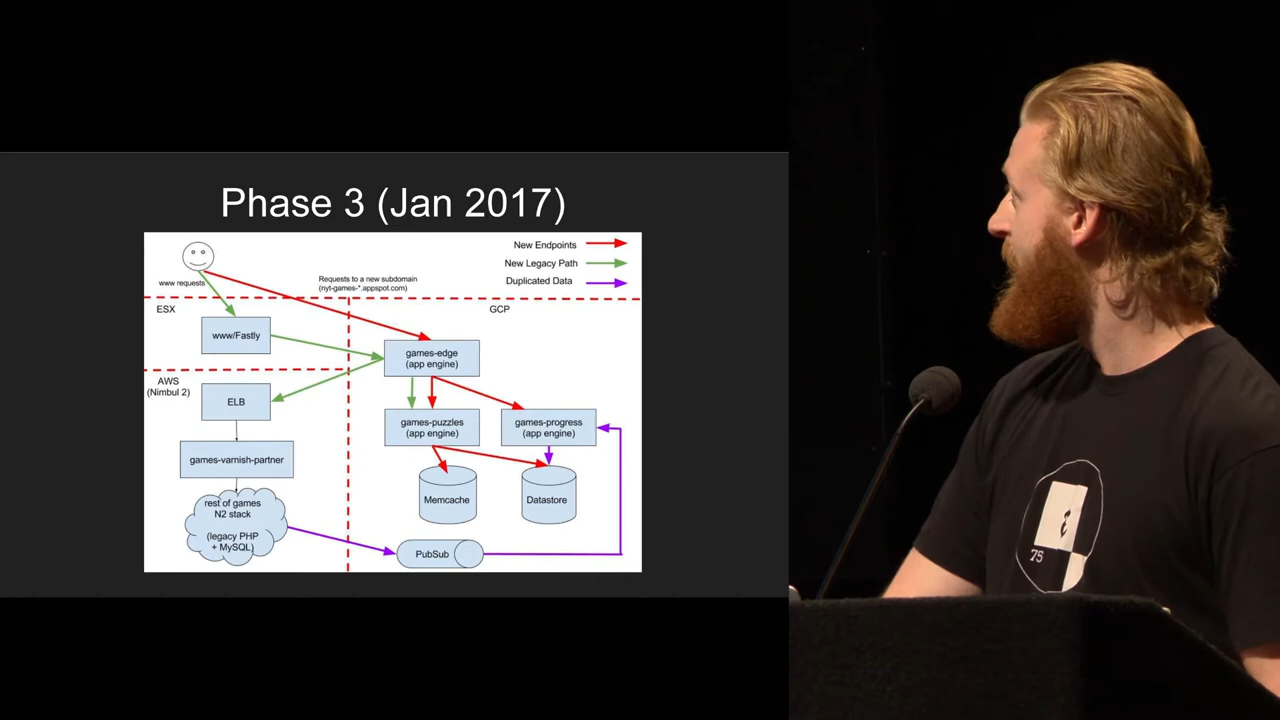 Phase 3 (Jan 2017)
New Endpoints
New Legacy Path
Duplicated Data
www requests
Requests to a new subdomain
(nyt-games-*.appspot.com)
ESX
GCP
www/Fastly
games-edge
(app engine)
AWS
(Nimbul 2)
ELB
games-puzzles
(app engine)
games-progress
(app engine)
games-varnish-partner
Memcache
Datastore
rest of games
N2 stack
(legacy PHP
+ MySQL)
PubSub
75